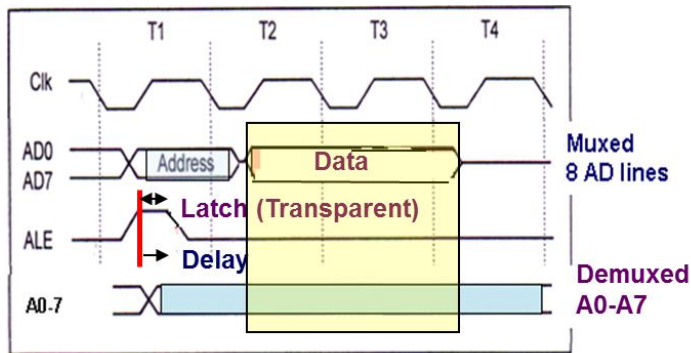 T1 T2 T3 T4
Clk
AD0
AD7
Address
Data
Muxed
8 AD lines
Latch (Transparent)
ALE
Delay
A0-7
Demuxed
A0-A7